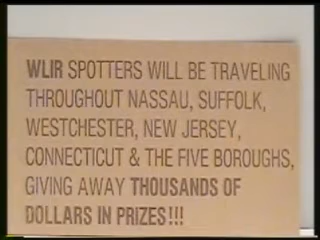 WLIR SPOTTERS WILL BE TRAVELING
THROUGHOUT NASSAU, SUFFOLK,
WESTCHESTER, NEW JERSEY,
CONNECTICUT & THE FIVE BOROUGHS,
GIVING AWAY THOUSANDS OF
DOLLARS IN PRIZES!!!